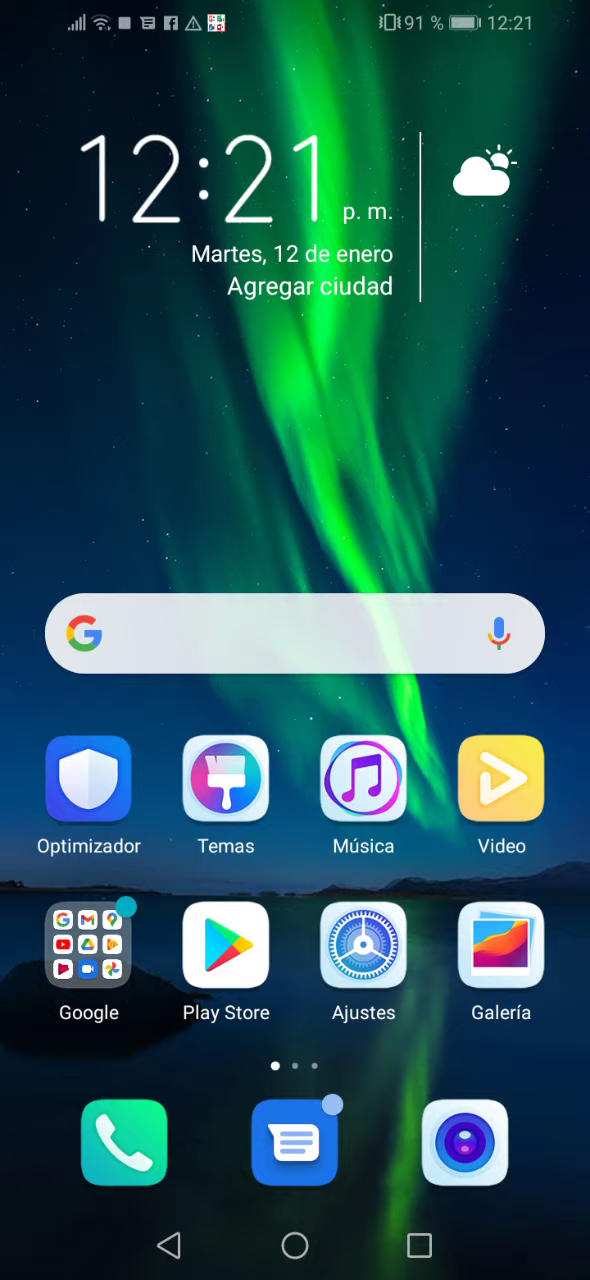 91 % 12:21
12:21 p. m.
Martes, 12 de enero
Agregar ciudad
Optimizador Temas Música Video
Google Play Store Ajustes Galería